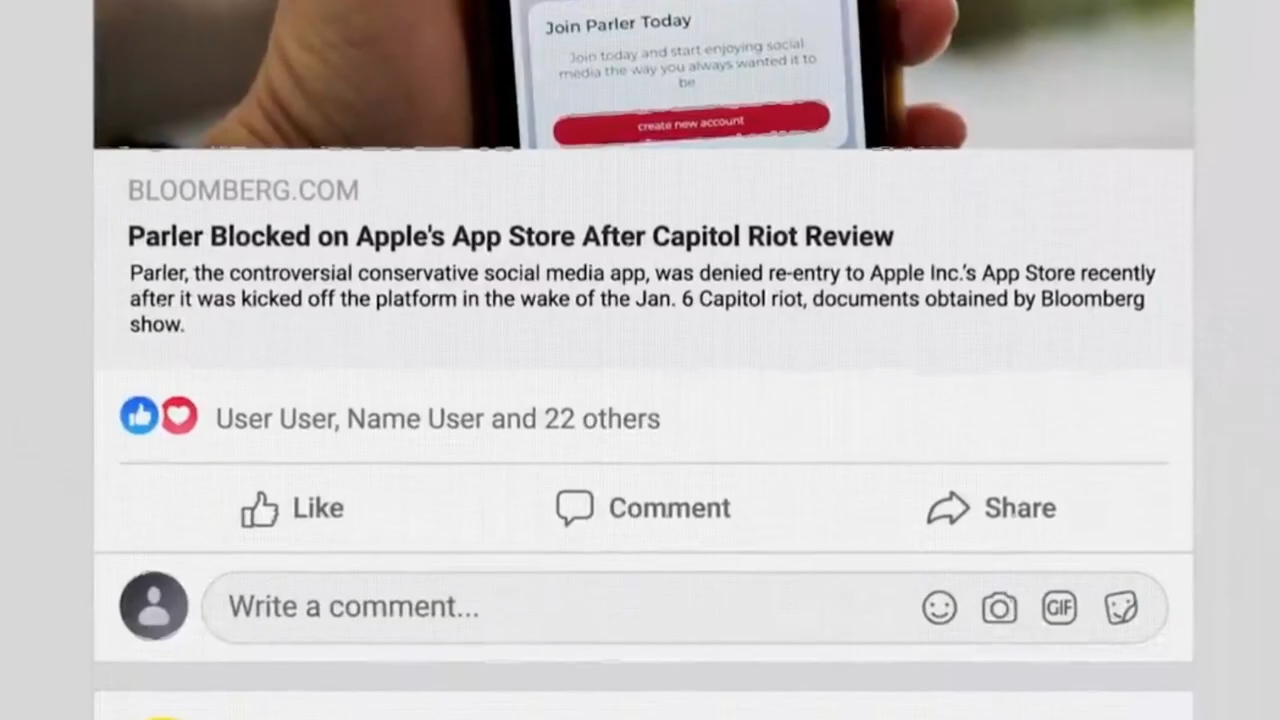 Join Parler Today
Join today and start enjoying social
media the way you always wanted it to
be
create new account
BLOOMBERG.COM
Parler Blocked on Apple's App Store After Capitol Riot Review
Parler, the controversial conservative social media app, was denied re-entry to Apple Inc.'s App Store recently
after it was kicked off the platform in the wake of the Jan. 6 Capitol riot, documents obtained by Bloomberg
show.
User User, Name User and 22 others
Like Comment Share
Write a comment...
GIF